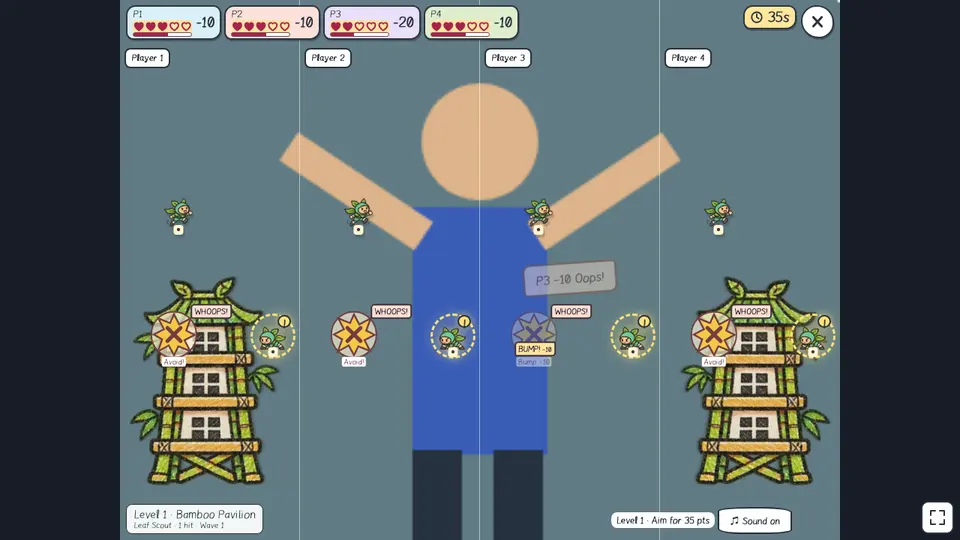 P1
-10
P2
-10
P3
-20
P4
-10
35s
Player 1
Player 2
Player 3
Player 4
P3 -10 Oops!
WHOOPS!
WHOOPS!
WHOOPS!
WHOOPS!
BUMP! -10
Avoid!
Avoid!
Bump -10
Avoid!
Level 1 · Bamboo Pavilion
Leaf Scout · 1 hit · Wave 1
Level 1 · Aim for 35 pts
Sound on